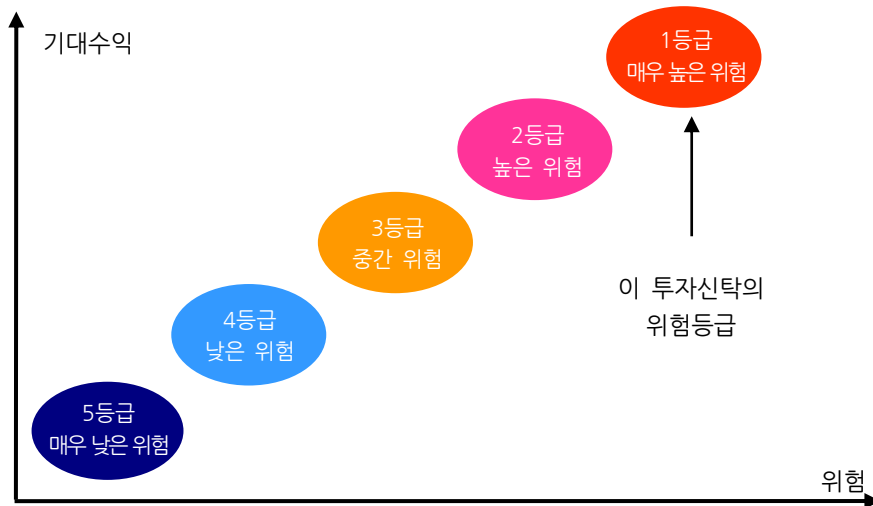 기대수익
1등급
매우 높은 위험
2등급
높은 위험
3등급
중간 위험
이 투자신탁의
위험등급
4등급
낮은 위험
5등급
매우 낮은 위험
위험